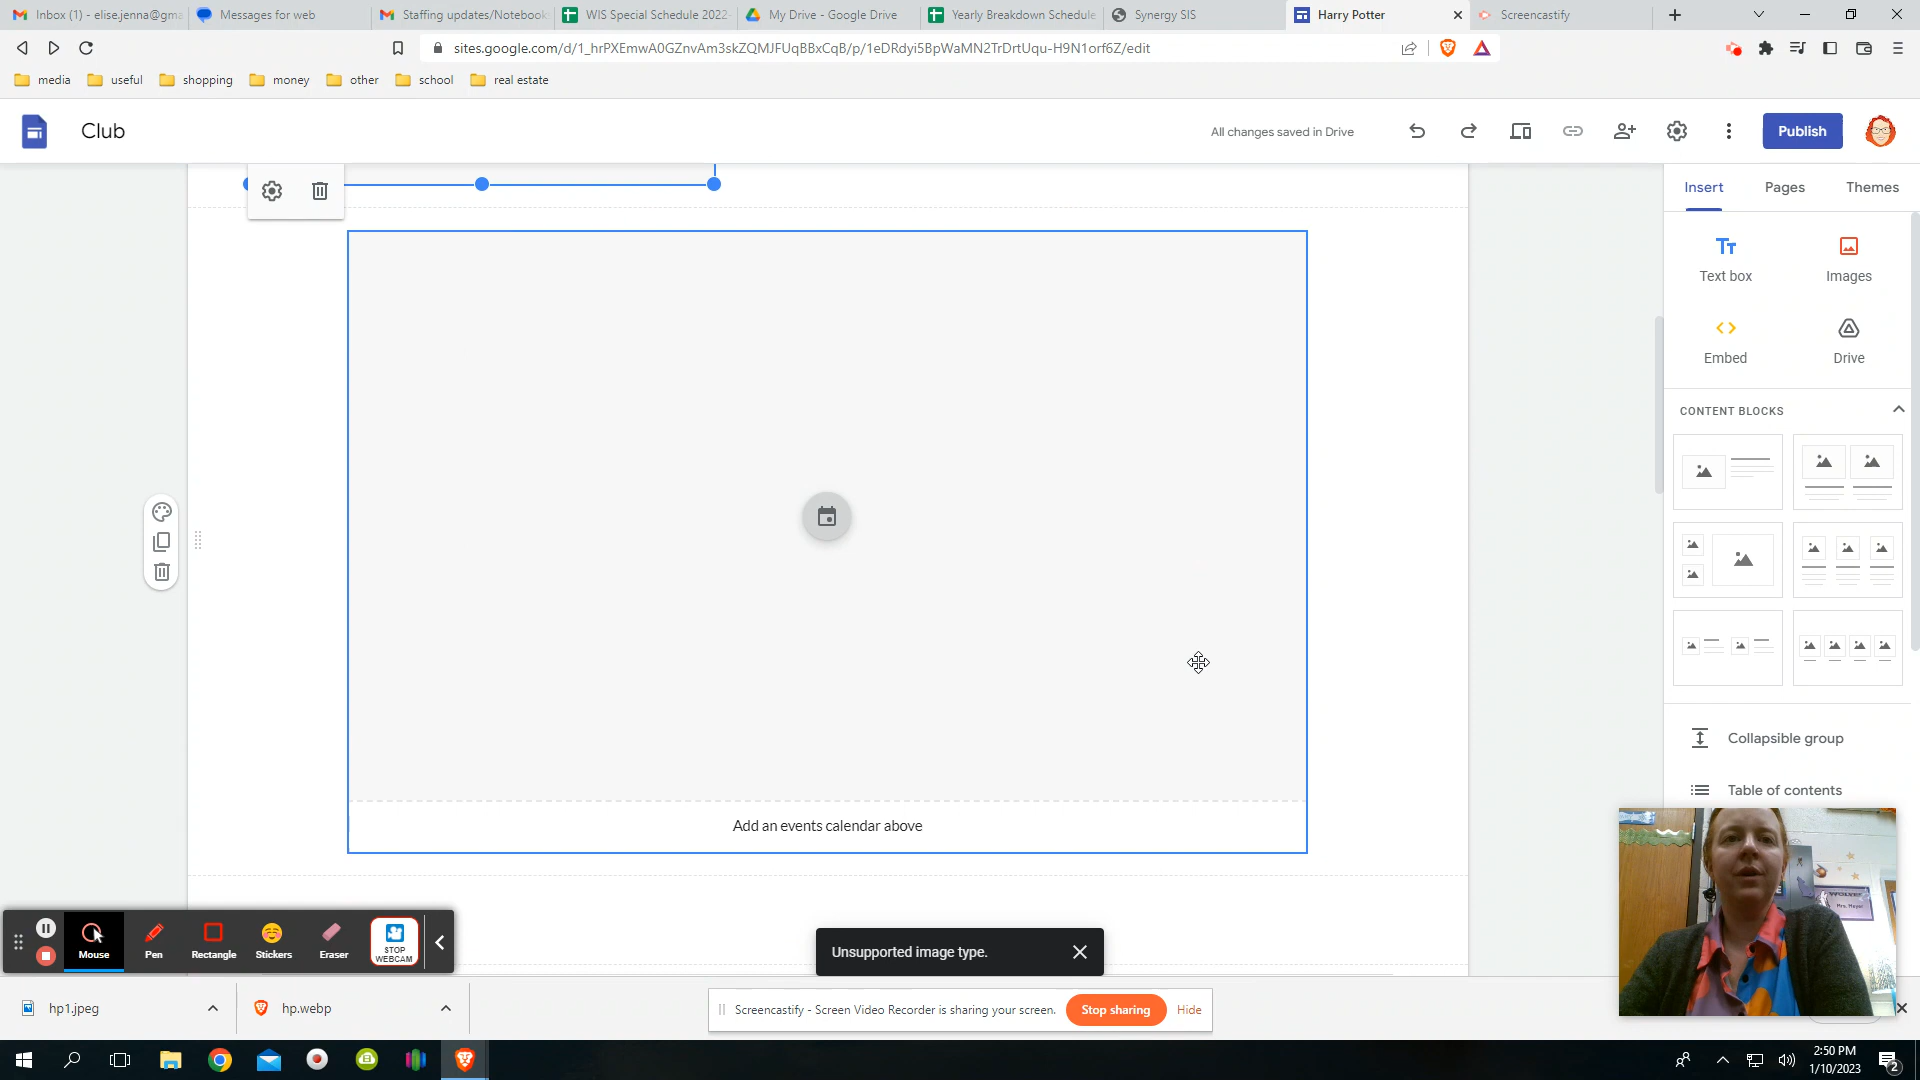 Inbox (1) - elise.jenna@gma
Messages for web
Staffing updates/Notebook
WIS Special Schedule 2022-
My Drive - Google Drive
Yearly Breakdown Schedule
Synergy SIS
Harry Potter
Screencastify
sites.google.com/d/1_hrPXEmwA0GZnvAm3skZQMJFUqBBxCqB/p/1eDRdyi5BpWaMN2TrDrtUqu-H9N1orf6Z/edit
media
useful
shopping
money
other
school
real estate
Club
All changes saved in Drive
Publish
Insert
Pages
Themes
Text box
Images
Embed
Drive
CONTENT BLOCKS
Collapsible group
Table of contents
Add an events calendar above
Mouse
Pen
Rectangle
Stickers
Eraser
STOP
WEBCAM
Unsupported image type.
hp1.jpeg
hp.webp
Screencastify - Screen Video Recorder is sharing your screen.
Stop sharing
Hide
2:50 PM
1/10/2023
2